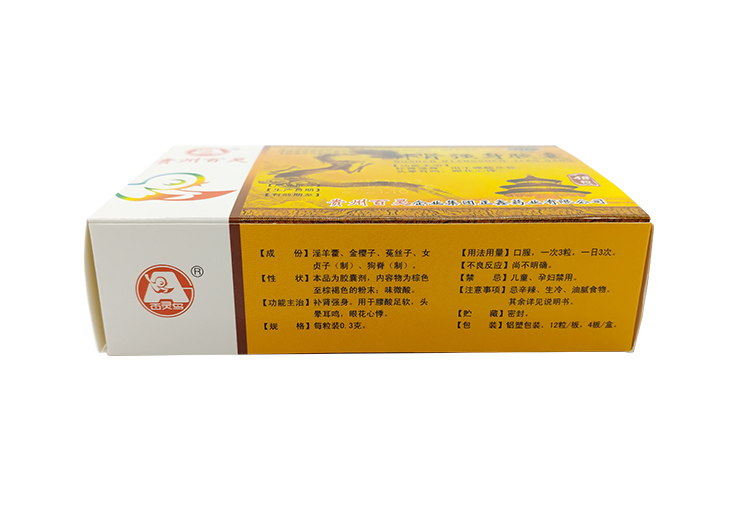 贵州百灵
肾强身胶囊
贵州百灵企业集团正鑫药业有限公司
®
【成　份】淫羊藿、金樱子、菟丝子、女
贞子（制）、狗脊（制）。
【性　状】本品为胶囊剂，内容物为棕色
至棕褐色的粉末；味微酸。
【功能主治】补肾强身。用于腰酸足软，头
晕耳鸣，眼花心悸。
【规　格】每粒装0.3克。
【用法用量】口服，一次3粒，一日3次。
【不良反应】尚不明确。
【禁　忌】儿童、孕妇禁用。
【注意事项】忌辛辣、生冷、油腻食物。
其余详见说明书。
【贮　藏】密封。
【包　装】铝塑包装，12粒/板，4板/盒。